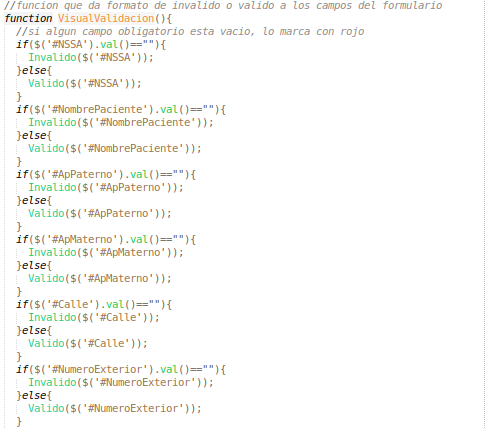 //funcion que da formato de invalido o valido a los campos del formulario
function VisualValidacion(){
  //si algun campo obligatorio esta vacio, lo marca con rojo
  if($('#NSSA').val()==""){
    Invalido($('#NSSA'));
  }else{
    Valido($('#NSSA'));
  }
  if($('#NombrePaciente').val()==""){
    Invalido($('#NombrePaciente'));
  }else{
    Valido($('#NombrePaciente'));
  }
  if($('#ApPaterno').val()==""){
    Invalido($('#ApPaterno'));
  }else{
    Valido($('#ApPaterno'));
  }
  if($('#ApMaterno').val()==""){
    Invalido($('#ApMaterno'));
  }else{
    Valido($('#ApMaterno'));
  }
  if($('#Calle').val()==""){
    Invalido($('#Calle'));
  }else{
    Valido($('#Calle'));
  }
  if($('#NumeroExterior').val()==""){
    Invalido($('#NumeroExterior'));
  }else{
    Valido($('#NumeroExterior'));
  }